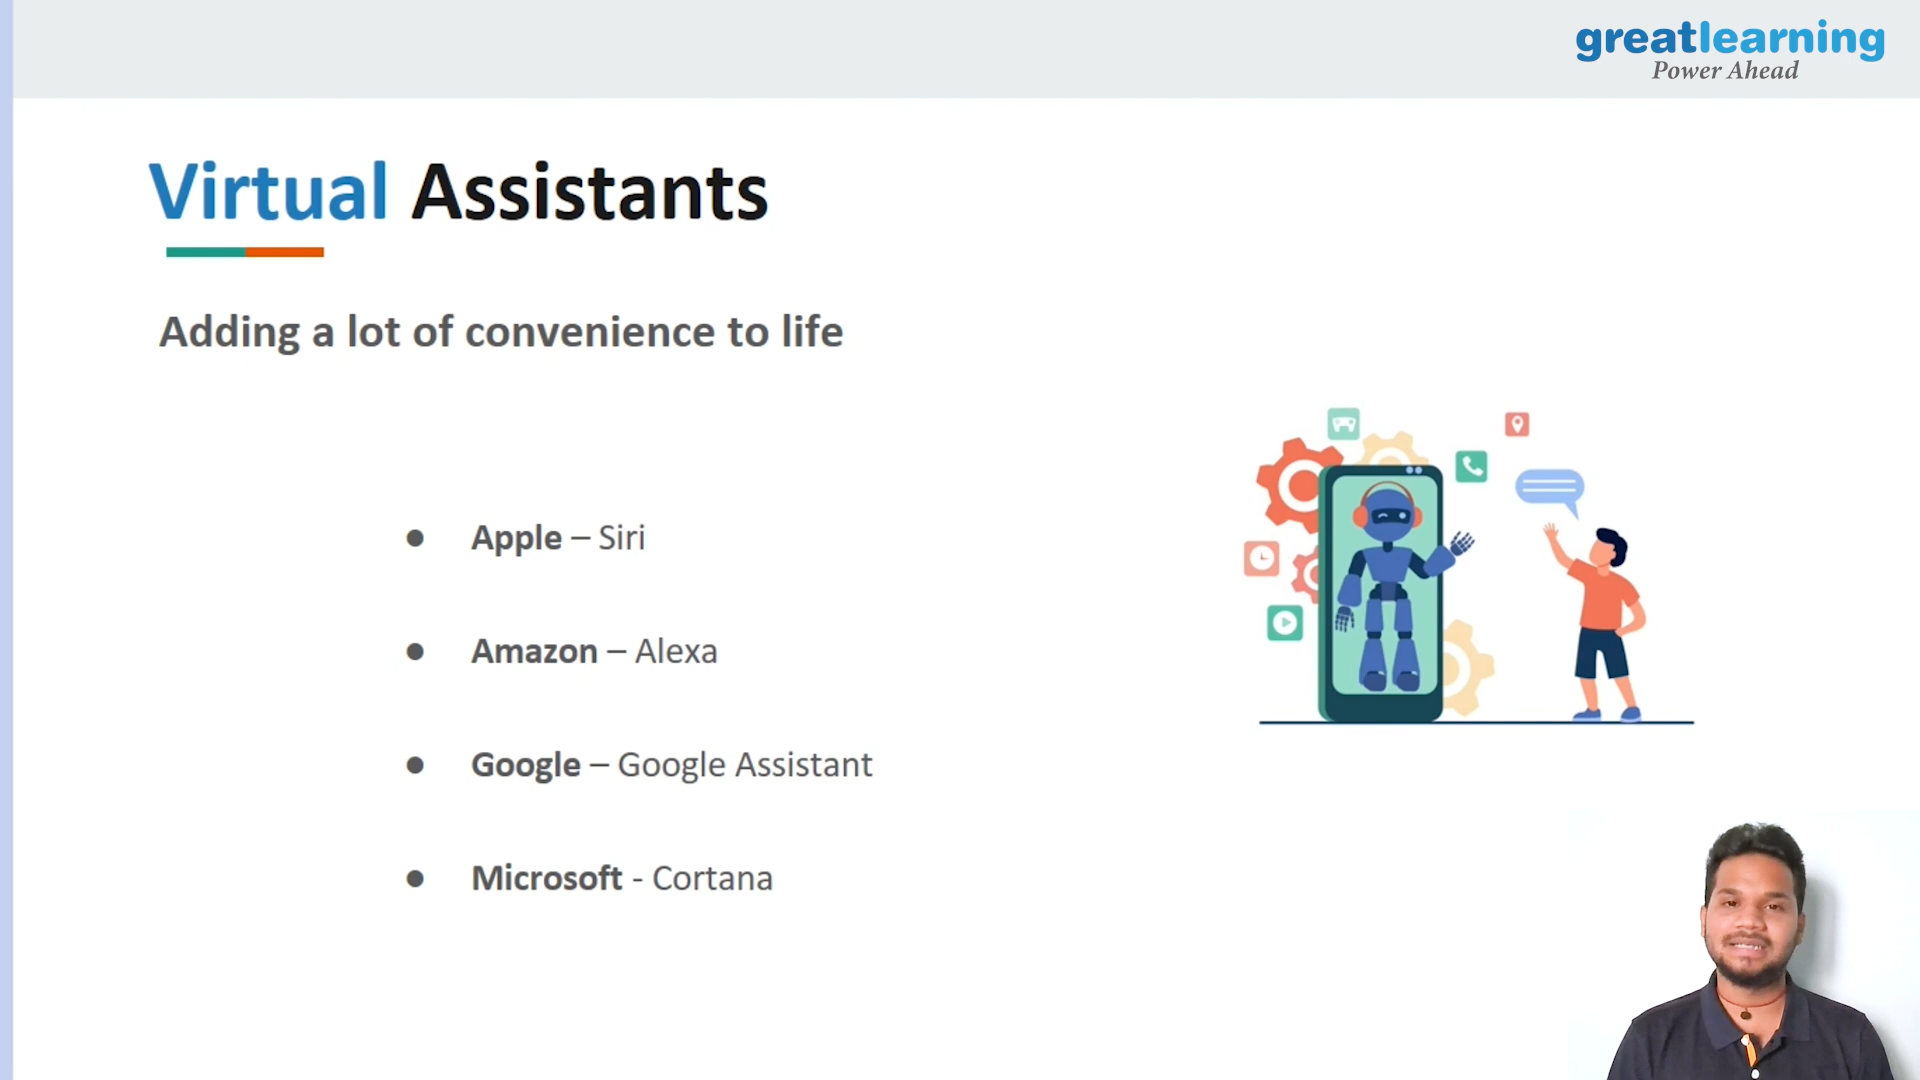 greatlearning
Power Ahead
Virtual Assistants
Adding a lot of convenience to life
● Apple – Siri
● Amazon – Alexa
● Google – Google Assistant
● Microsoft - Cortana